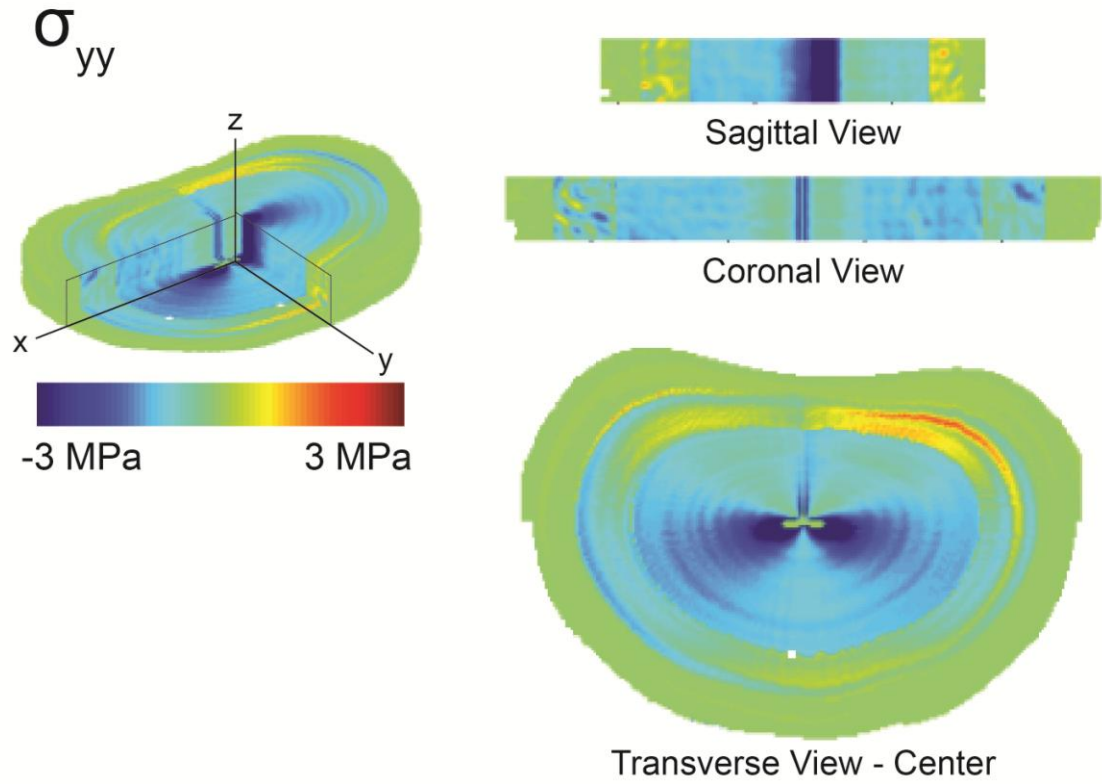 σyy
Sagittal View
z
Coronal View
x
y
-3 MPa 3 MPa
Transverse View - Center